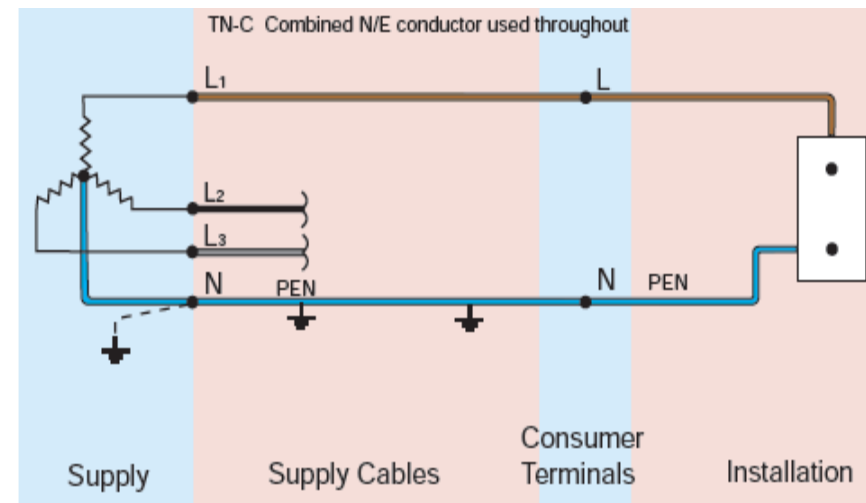 TN-C Combined N/E conductor used throughout
L1
L
L2
L3
N
PEN
N
PEN
Supply
Supply Cables
Consumer
Terminals
Installation